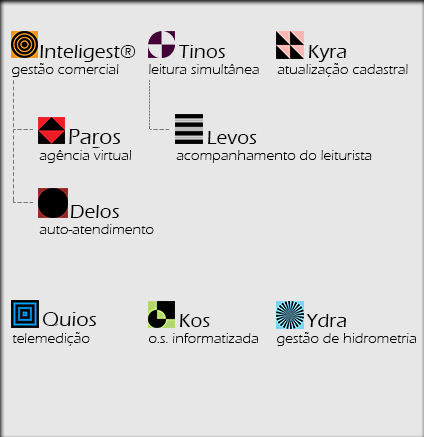 Inteligest®
gestão comercial
Tinos
leitura simultânea
Kyra
atualização cadastral
Paros
agência virtual
Levos
acompanhamento do leiturista
Delos
auto-atendimento
Quios
telemedição
Kos
o.s. informatizada
Ydra
gestão de hidrometria